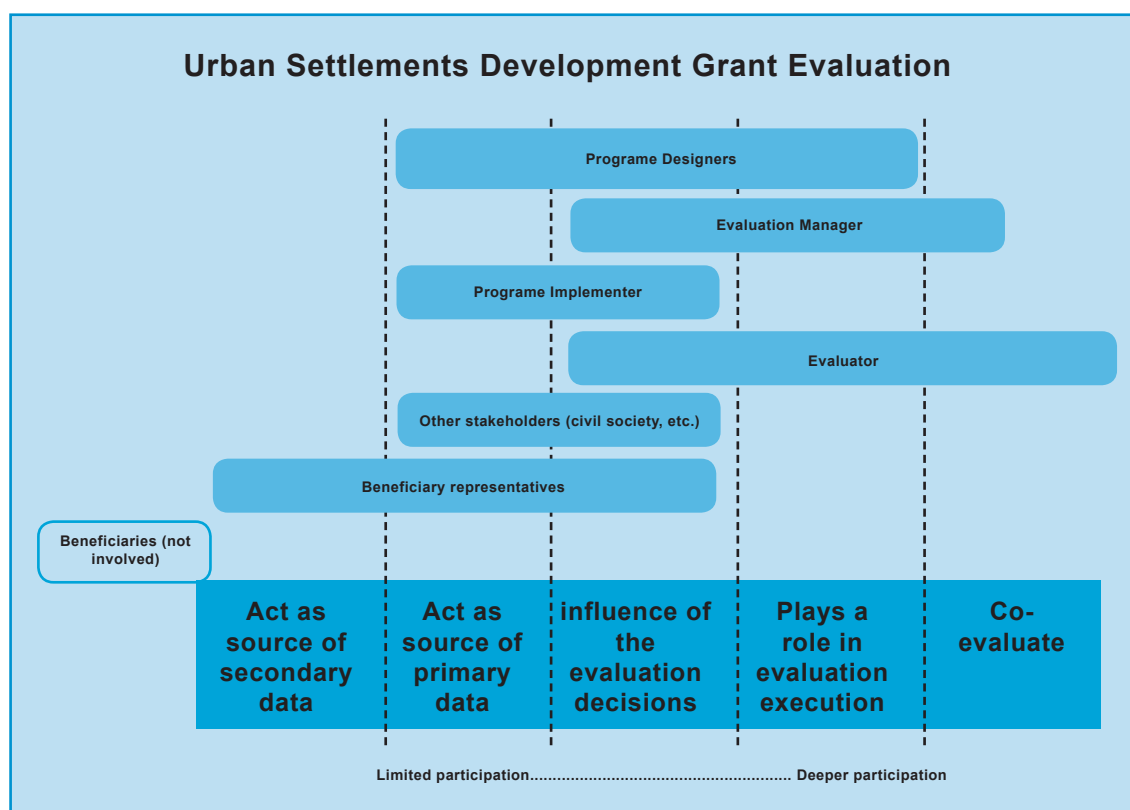 Urban Settlements Development Grant Evaluation
Programe Designers
Evaluation Manager
Programe Implementer
Evaluator
Other stakeholders (civil society, etc.)
Beneficiary representatives
Beneficiaries (not
involved)
Act as
source of
secondary
data
Act as
source of
primary
data
influence of
the
evaluation
decisions
Plays a
role in
evaluation
execution
Co-
evaluate
Limited participation........................................................... Deeper participation